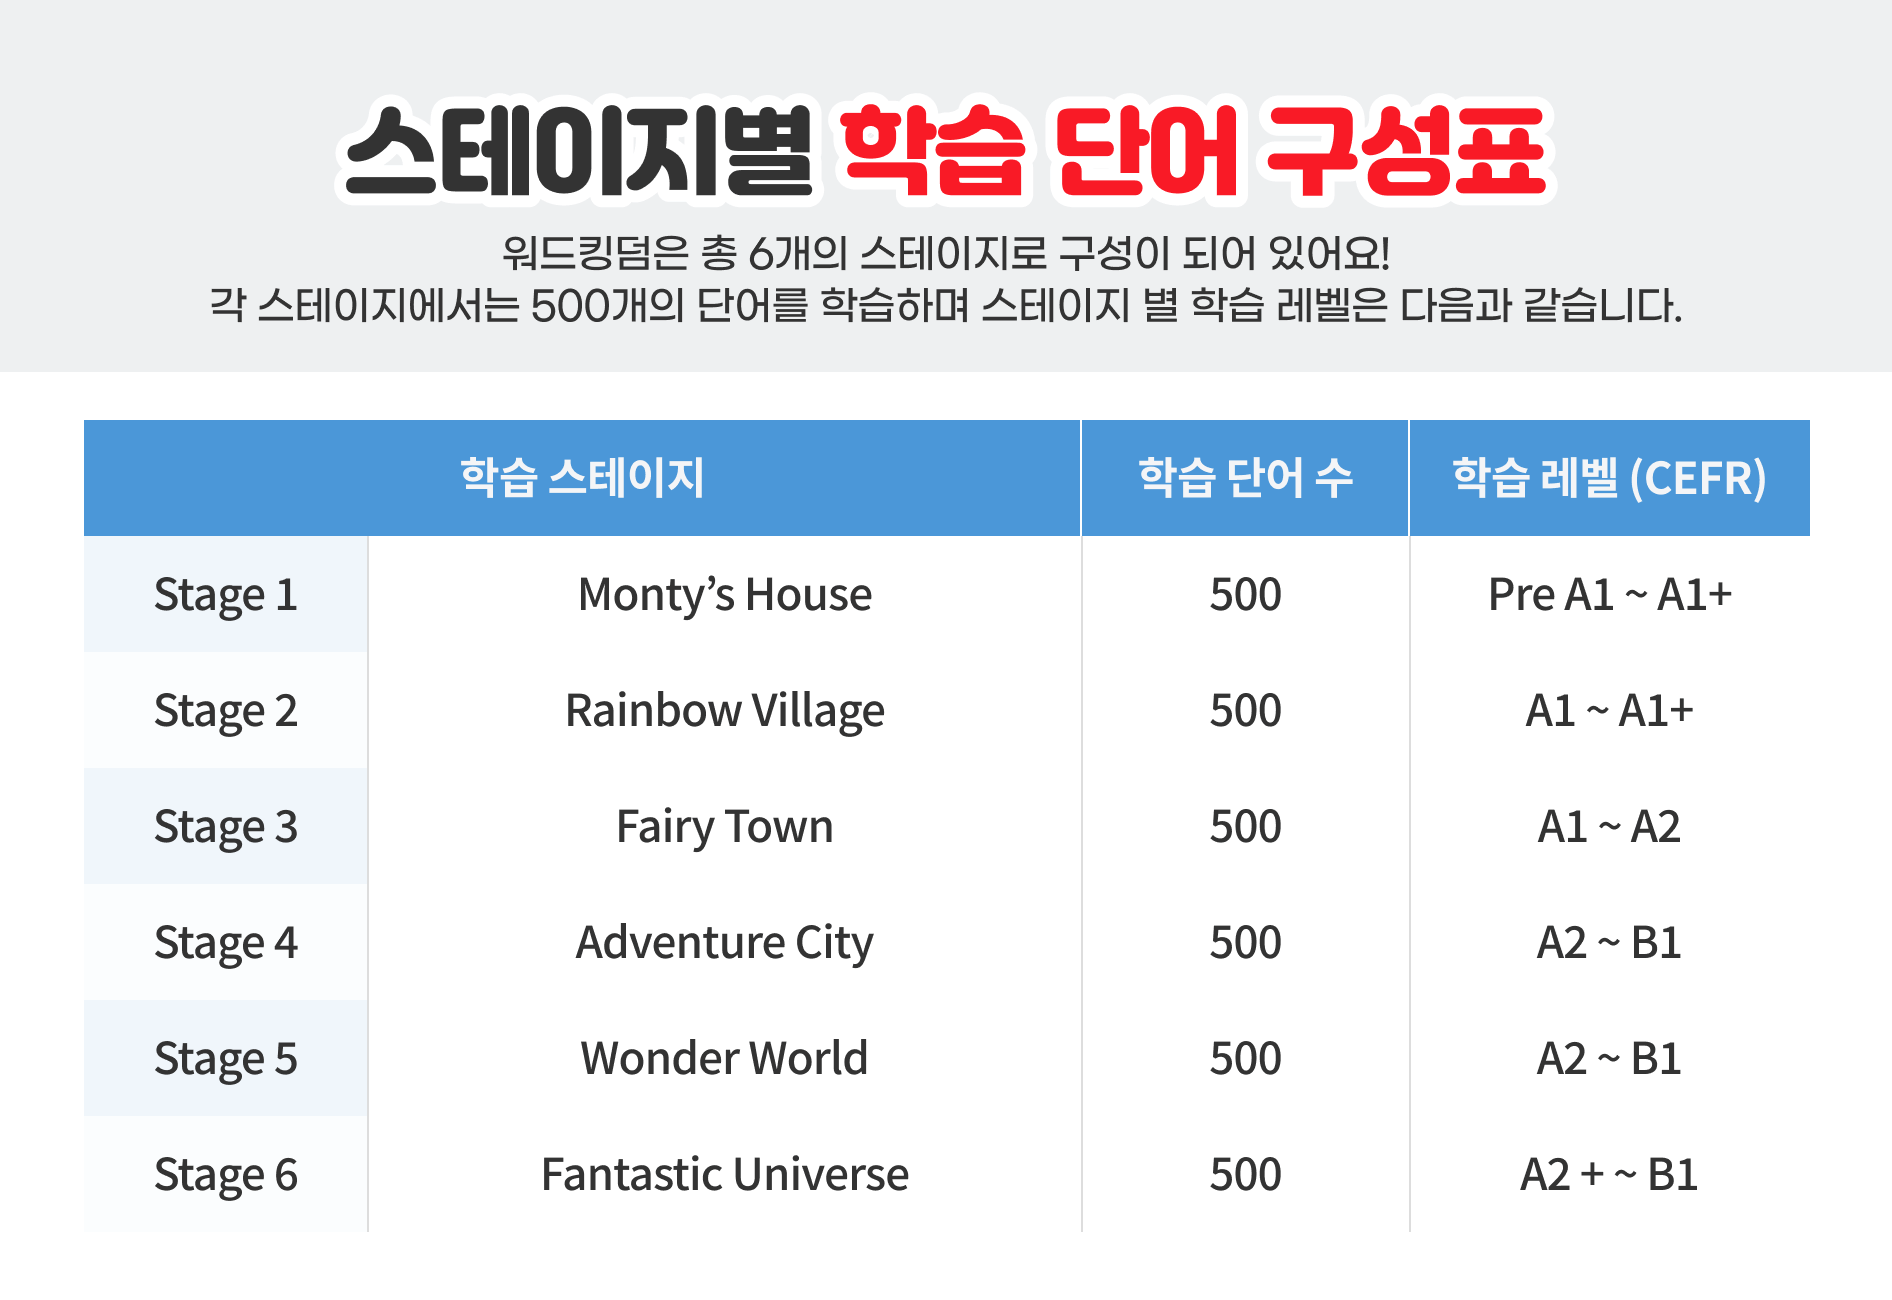 스테이지별 학습 단어 구성표
워드킹덤은 총 6개의 스테이지로 구성이 되어 있어요!
각 스테이지에서는 500개의 단어를 학습하며 스테이지 별 학습 레벨은 다음과 같습니다.
학습 스테이지 학습 단어 수 학습 레벨 (CEFR)
Stage 1 Monty’s House 500 Pre A1 ~ A1+
Stage 2 Rainbow Village 500 A1 ~ A1+
Stage 3 Fairy Town 500 A1 ~ A2
Stage 4 Adventure City 500 A2 ~ B1
Stage 5 Wonder World 500 A2 ~ B1
Stage 6 Fantastic Universe 500 A2 + ~ B1